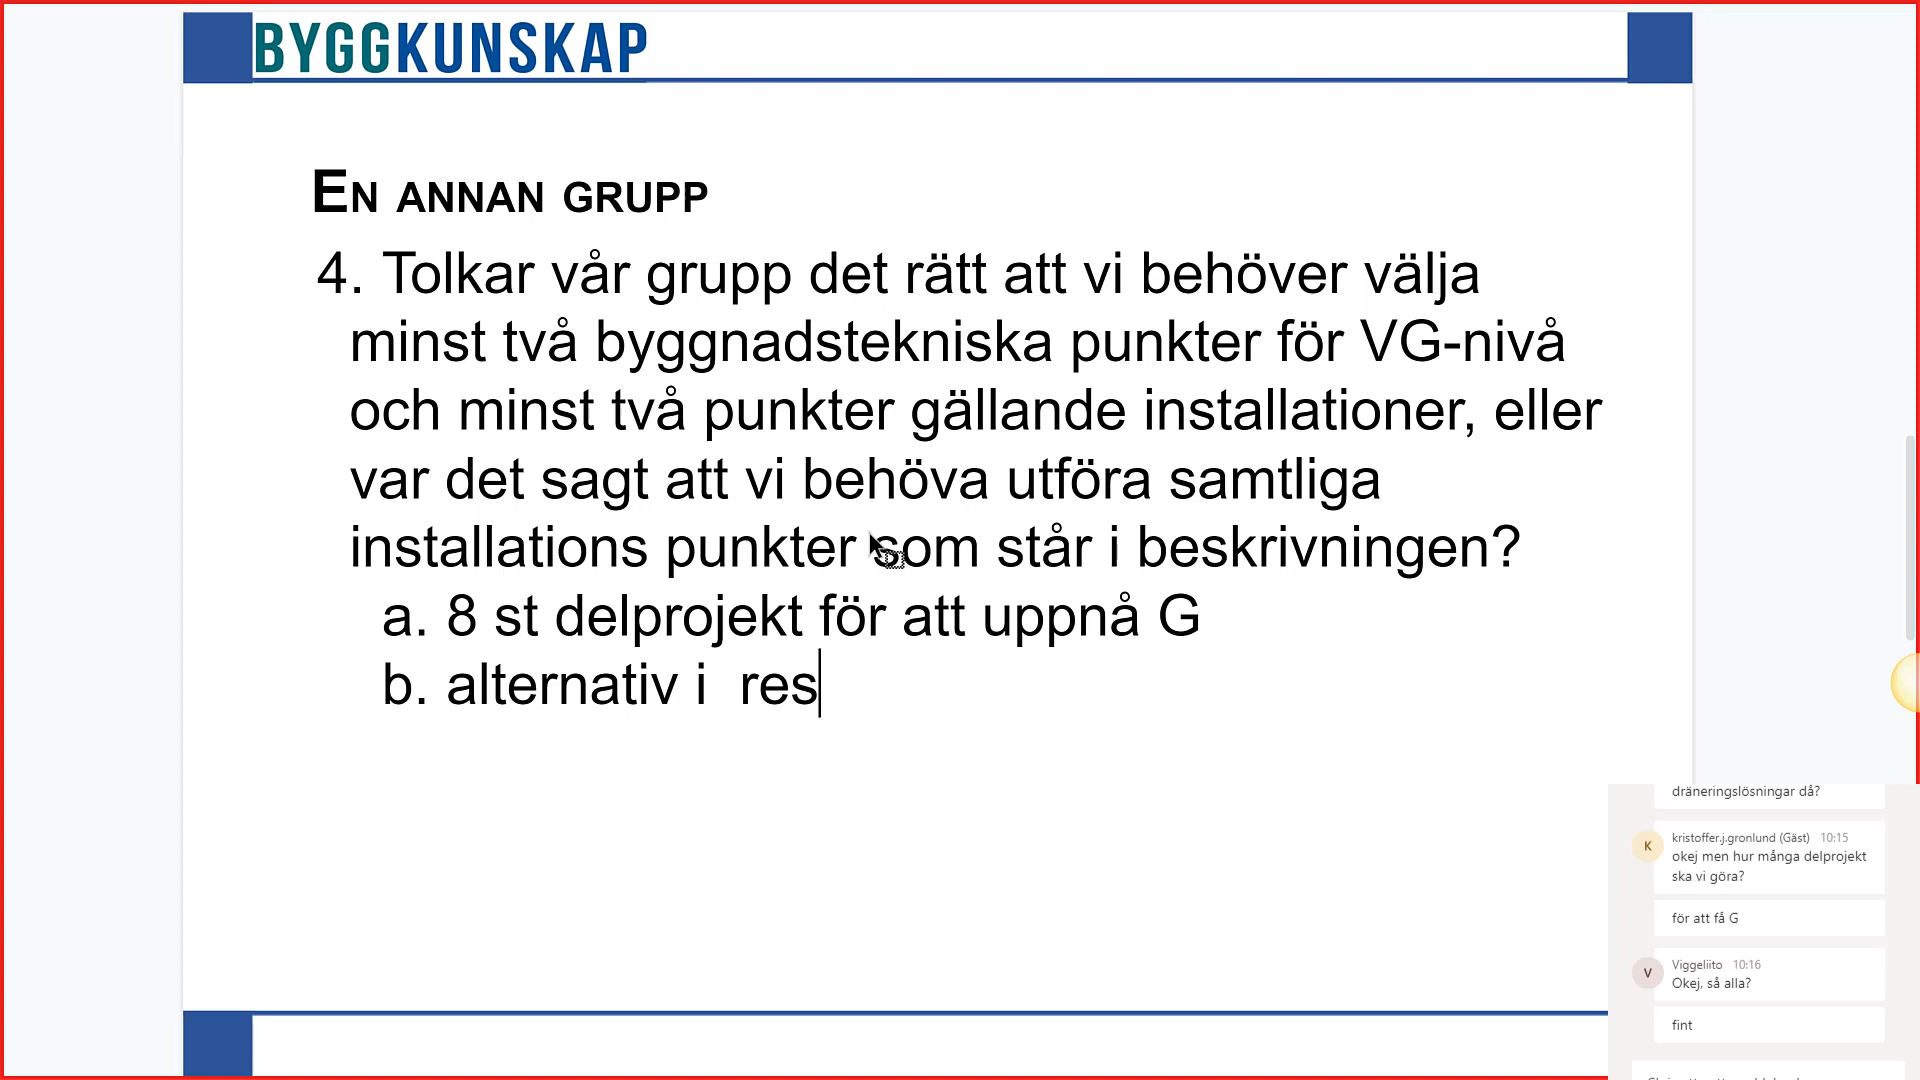 BYGGKUNSKAP
EN ANNAN GRUPP
4. Tolkar vår grupp det rätt att vi behöver välja
minst två byggnadstekniska punkter för VG-nivå
och minst två punkter gällande installationer, eller
var det sagt att vi behöva utföra samtliga
installations punkter som står i beskrivningen?
a. 8 st delprojekt för att uppnå G
b. alternativ i  res
dräneringslösningar då?
K
kristoffer.j.gronlund (Gäst) 10:15
okej men hur många delprojekt
ska vi göra?
för att få G
V
Viggeliito 10:16
Okej, så alla?
fint